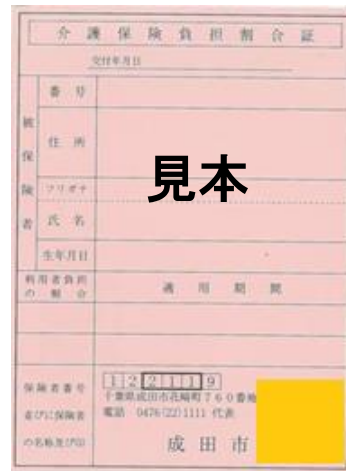 介護保険負担割合証
交付年月日
番号
被保険者
住所
フリガナ
見本
氏名
生年月日
利用者負担の割合
適用期間
保険者番号並びに保険者の名称及び印
122119
千葉県成田市花崎町760番地
電話 0476(22)1111 代表
成田市